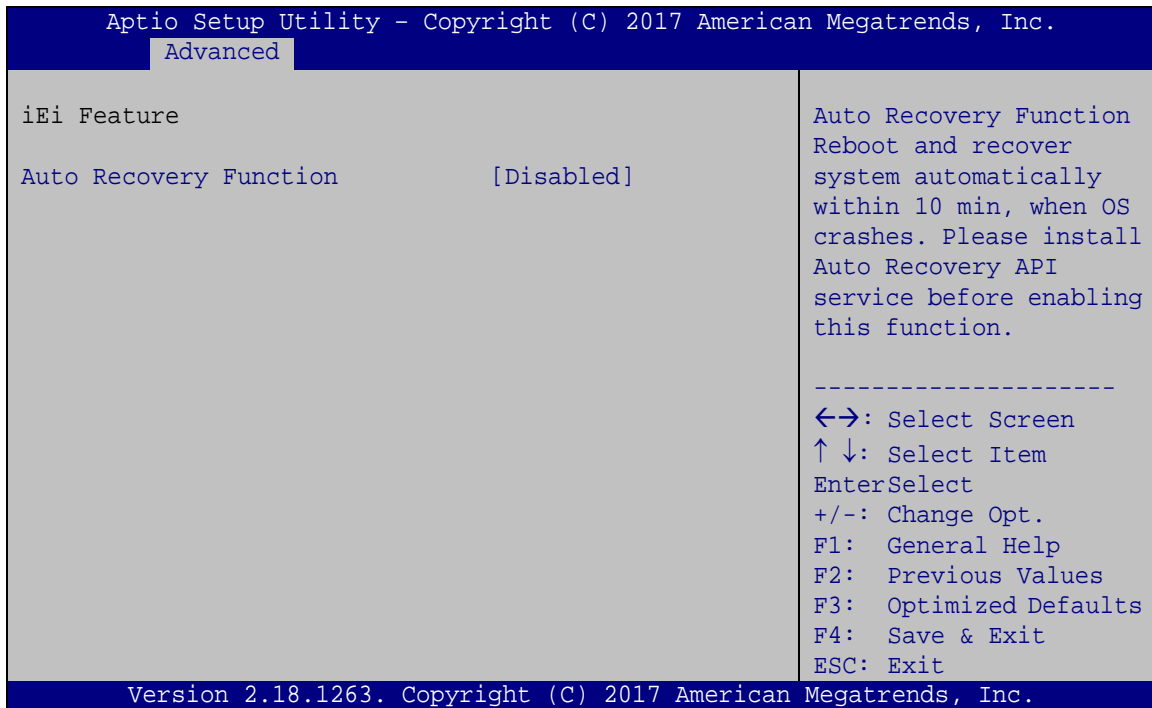 Aptio Setup Utility – Copyright (C) 2017 American Megatrends, Inc.
Advanced
iEi Feature
Auto Recovery Function [Disabled]
Auto Recovery Function
Reboot and recover
system automatically
within 10 min, when OS
crashes. Please install
Auto Recovery API
service before enabling
this function.
---------------------
←→: Select Screen
↑ ↓: Select Item
EnterSelect
+/-: Change Opt.
F1: General Help
F2: Previous Values
F3: Optimized Defaults
F4: Save & Exit
ESC: Exit
Version 2.18.1263. Copyright (C) 2017 American Megatrends, Inc.